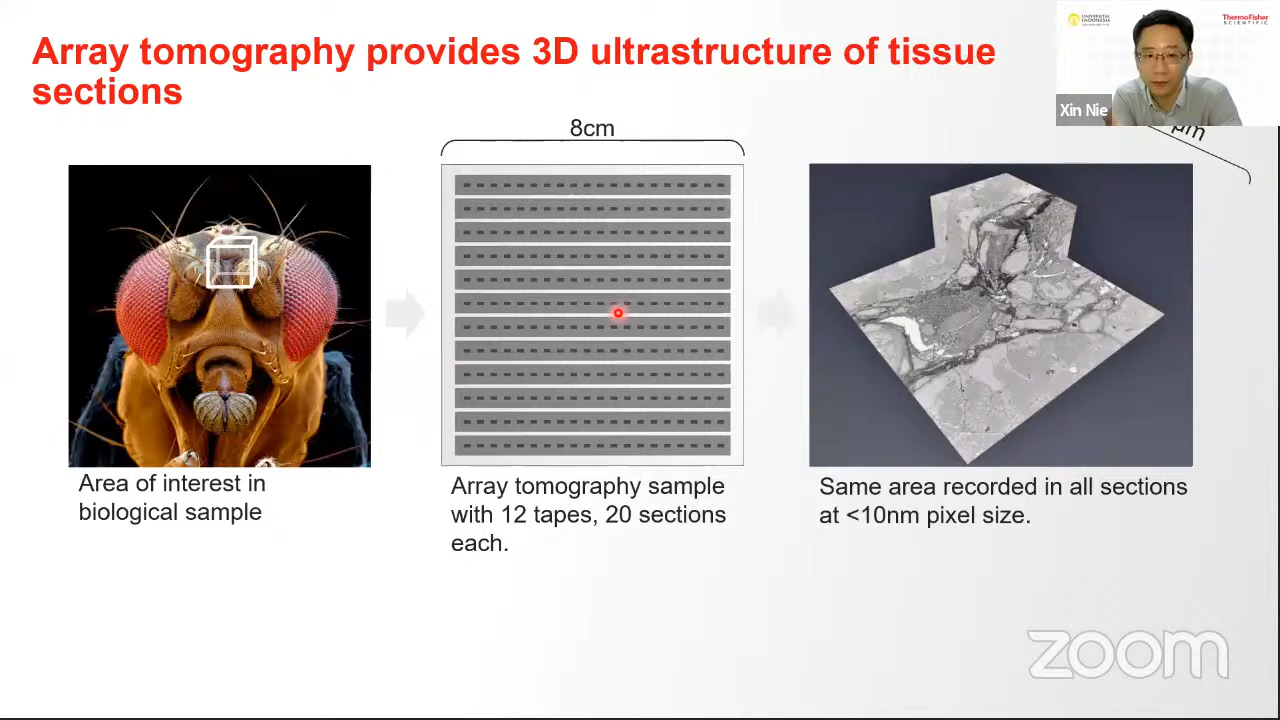 Array tomography provides 3D ultrastructure of tissue
sections
UNIVERSITAS
INDONESIA
ThermoFisher
SCIENTIFIC
Xin Nie
8cm
µm
Area of interest in
biological sample
Array tomography sample
with 12 tapes, 20 sections
each.
Same area recorded in all sections
at <10nm pixel size.
zoom